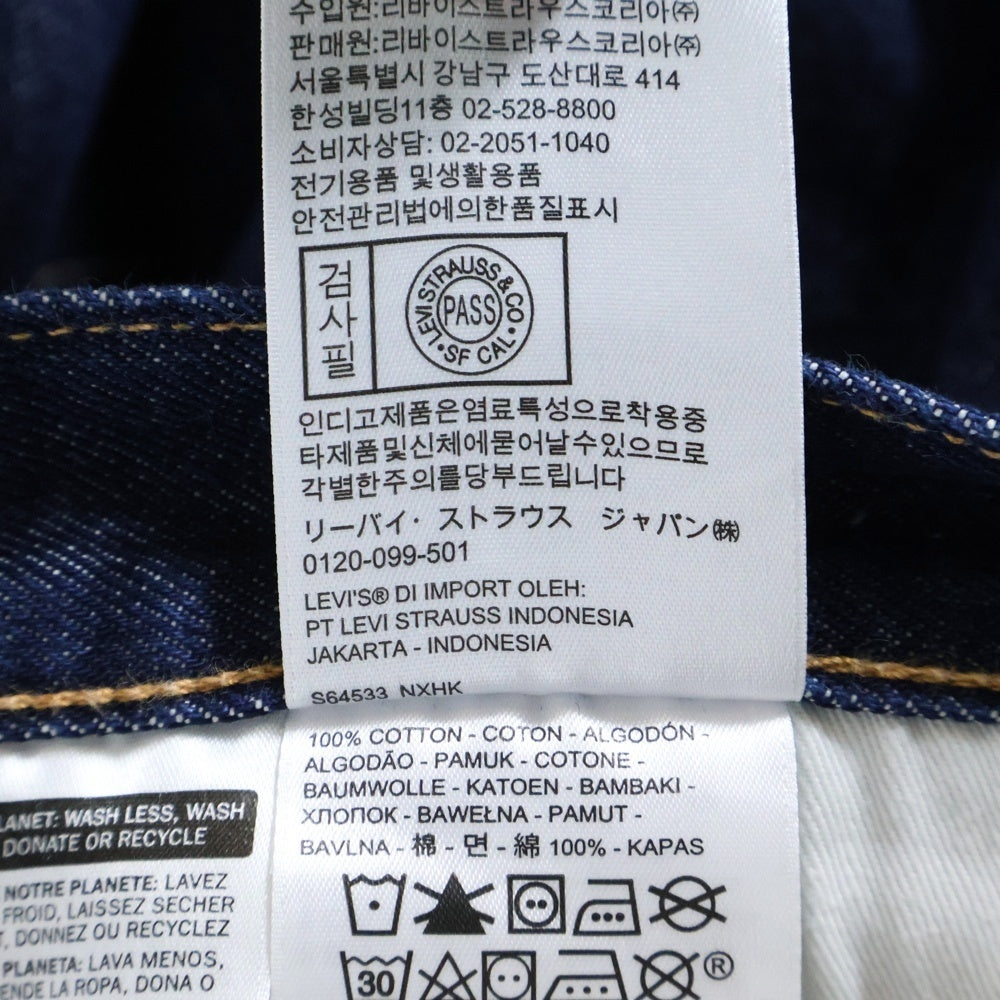 수입원:리바이스트라우스코리아㈜
판매원:리바이스트라우스코리아㈜
서울특별시 강남구 도산대로 414
한성빌딩11층 02-528-8800
소비자상담: 02-2051-1040
전기용품 및생활용품
안전관리법에의한품질표시
검사필
LEVI STRAUSS & CO
PASS
• SF CAL •
인디고제품은염료특성으로착용중
타제품및신체에묻어날수있으므로
각별한주의를당부드립니다
リーバイ・ストラウス ジャパン㈱
0120-099-501
LEVI'S® DI IMPORT OLEH:
PT LEVI STRAUSS INDONESIA
JAKARTA - INDONESIA
S64533 NXHK
100% COTTON - COTON - ALGODÓN -
ALGODÃO - PAMUK - COTONE -
BAUMWOLLE - KATOEN - BAMBAKI -
ХЛОПОК - BAWEŁNA - PAMUT -
BAVLNA - 棉 - 면 - 綿 100% - KAPAS
30
®
LANET: WASH LESS, WASH
DONATE OR RECYCLE
NOTRE PLANETE: LAVEZ
FROID, LAISSEZ SECHER
T, DONNEZ OU RECYCLEZ
PLANETA: LAVA MENOS,
ENDE LA ROPA, DONA O